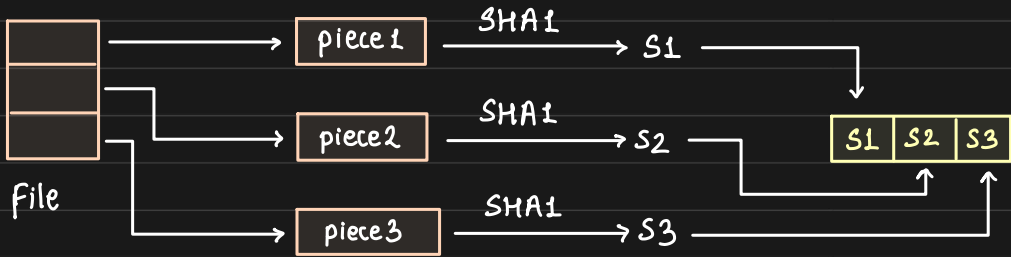 piece1 SHA1 S1
piece2 SHA1 S2
S1 S2 S3
File
piece3 SHA1 S3